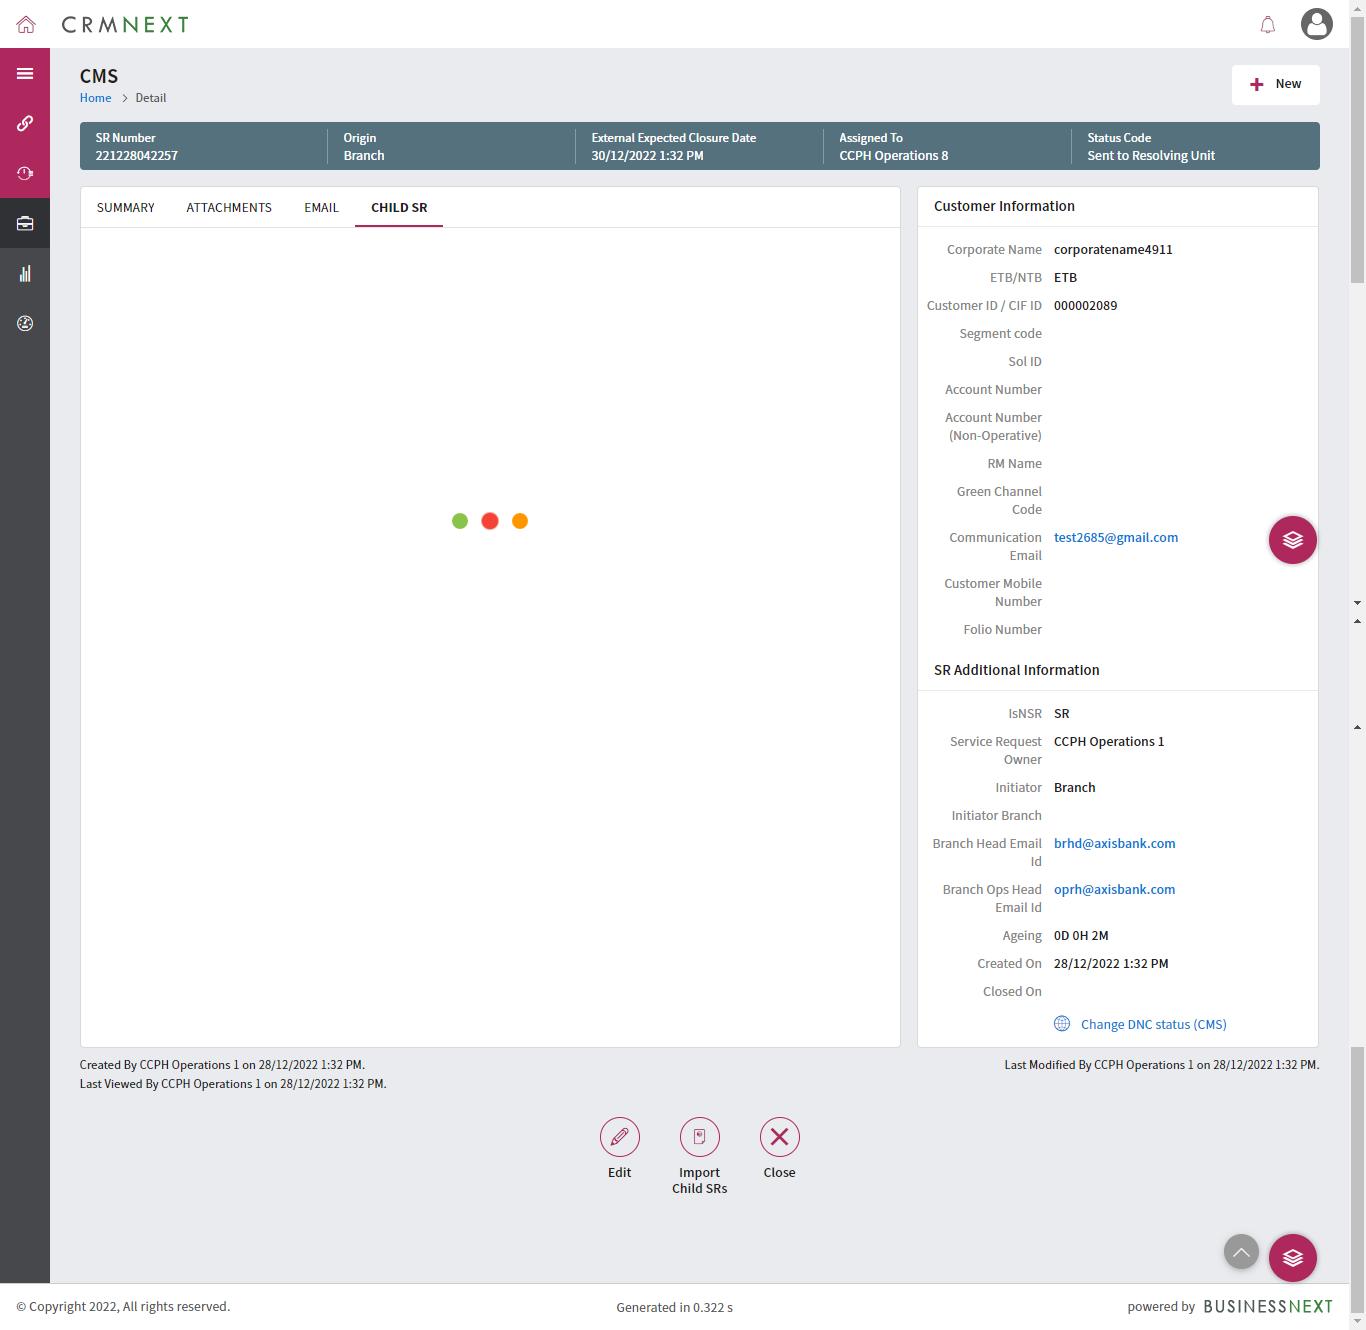 CRMNEXT
CMS
Home > Detail
New
SR Number
221228042257
Origin
Branch
External Expected Closure Date
30/12/2022 1:32 PM
Assigned To
CCPH Operations 8
Status Code
Sent to Resolving Unit
SUMMARY ATTACHMENTS EMAIL CHILD SR
Customer Information
Corporate Name corporatename4911
ETB/NTB ETB
Customer ID / CIF ID 000002089
Segment code
Sol ID
Account Number
Account Number
(Non-Operative)
RM Name
Green Channel
Code
Communication test2685@gmail.com
Email
Customer Mobile
Number
Folio Number
SR Additional Information
IsNSR SR
Service Request CCPH Operations 1
Owner
Initiator Branch
Initiator Branch
Branch Head Email brhd@axisbank.com
Id
Branch Ops Head oprh@axisbank.com
Email Id
Ageing 0D 0H 2M
Created On 28/12/2022 1:32 PM
Closed On
Change DNC status (CMS)
Created By CCPH Operations 1 on 28/12/2022 1:32 PM.
Last Modified By CCPH Operations 1 on 28/12/2022 1:32 PM.
Last Viewed By CCPH Operations 1 on 28/12/2022 1:32 PM.
Edit
Import
Child SRs
Close
© Copyright 2022, All rights reserved.
Generated in 0.322 s
powered by BUSINESSNEXT